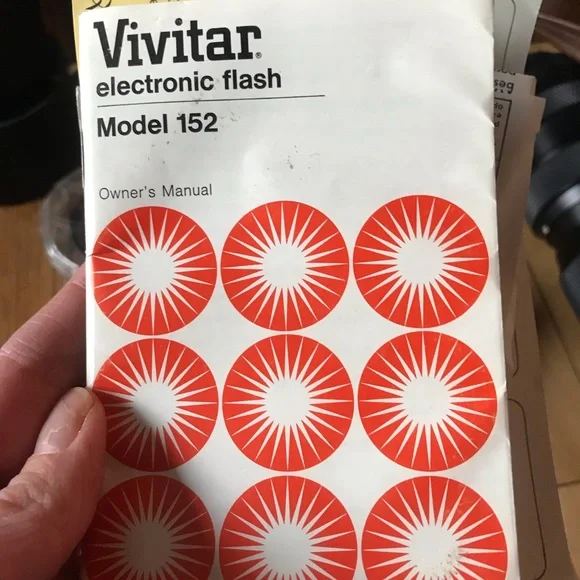 Vivitar®
electronic flash
Model 152
Owner's Manual